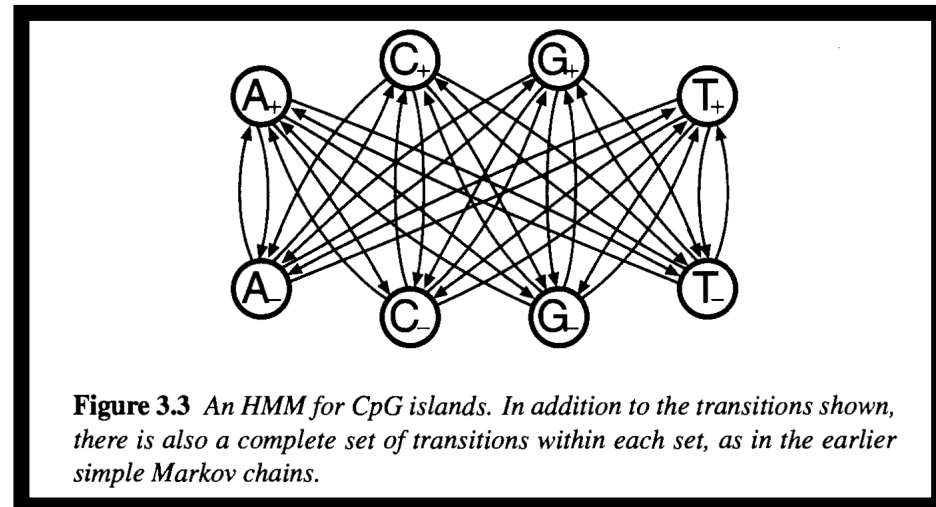 A+ C+ G+ T+
A− C− G− T−
Figure 3.3 An HMM for CpG islands. In addition to the transitions shown,
there is also a complete set of transitions within each set, as in the earlier
simple Markov chains.